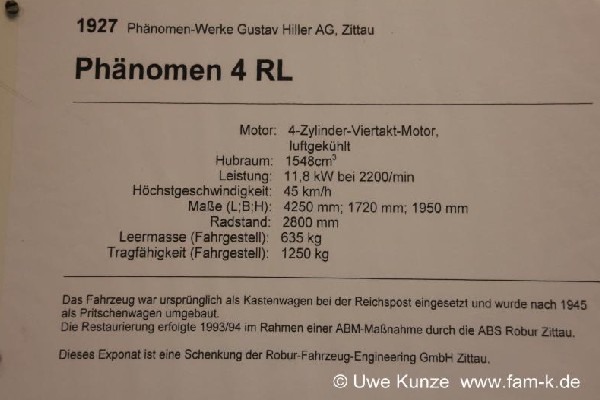 1927 Phänomen-Werke Gustav Hiller AG, Zittau
Phänomen 4 RL
Motor: 4-Zylinder-Viertakt-Motor,
luftgekühlt
Hubraum: 1548cm³
Leistung: 11,8 kW bei 2200/min
Höchstgeschwindigkeit: 45 km/h
Maße (L;B:H): 4250 mm; 1720 mm; 1950 mm
Radstand: 2800 mm
Leermasse (Fahrgestell): 635 kg
Tragfähigkeit (Fahrgestell): 1250 kg
Das Fahrzeug war ursprünglich als Kastenwagen bei der Reichspost eingesetzt und wurde nach 1945
als Pritschenwagen umgebaut.
Die Restaurierung erfolgte 1993/94 im Rahmen einer ABM-Maßnahme durch die ABS Robur Zittau.
Dieses Exponat ist eine Schenkung der Robur-Fahrzeug-Engineering GmbH Zittau.
© Uwe Kunze www.fam-k.de